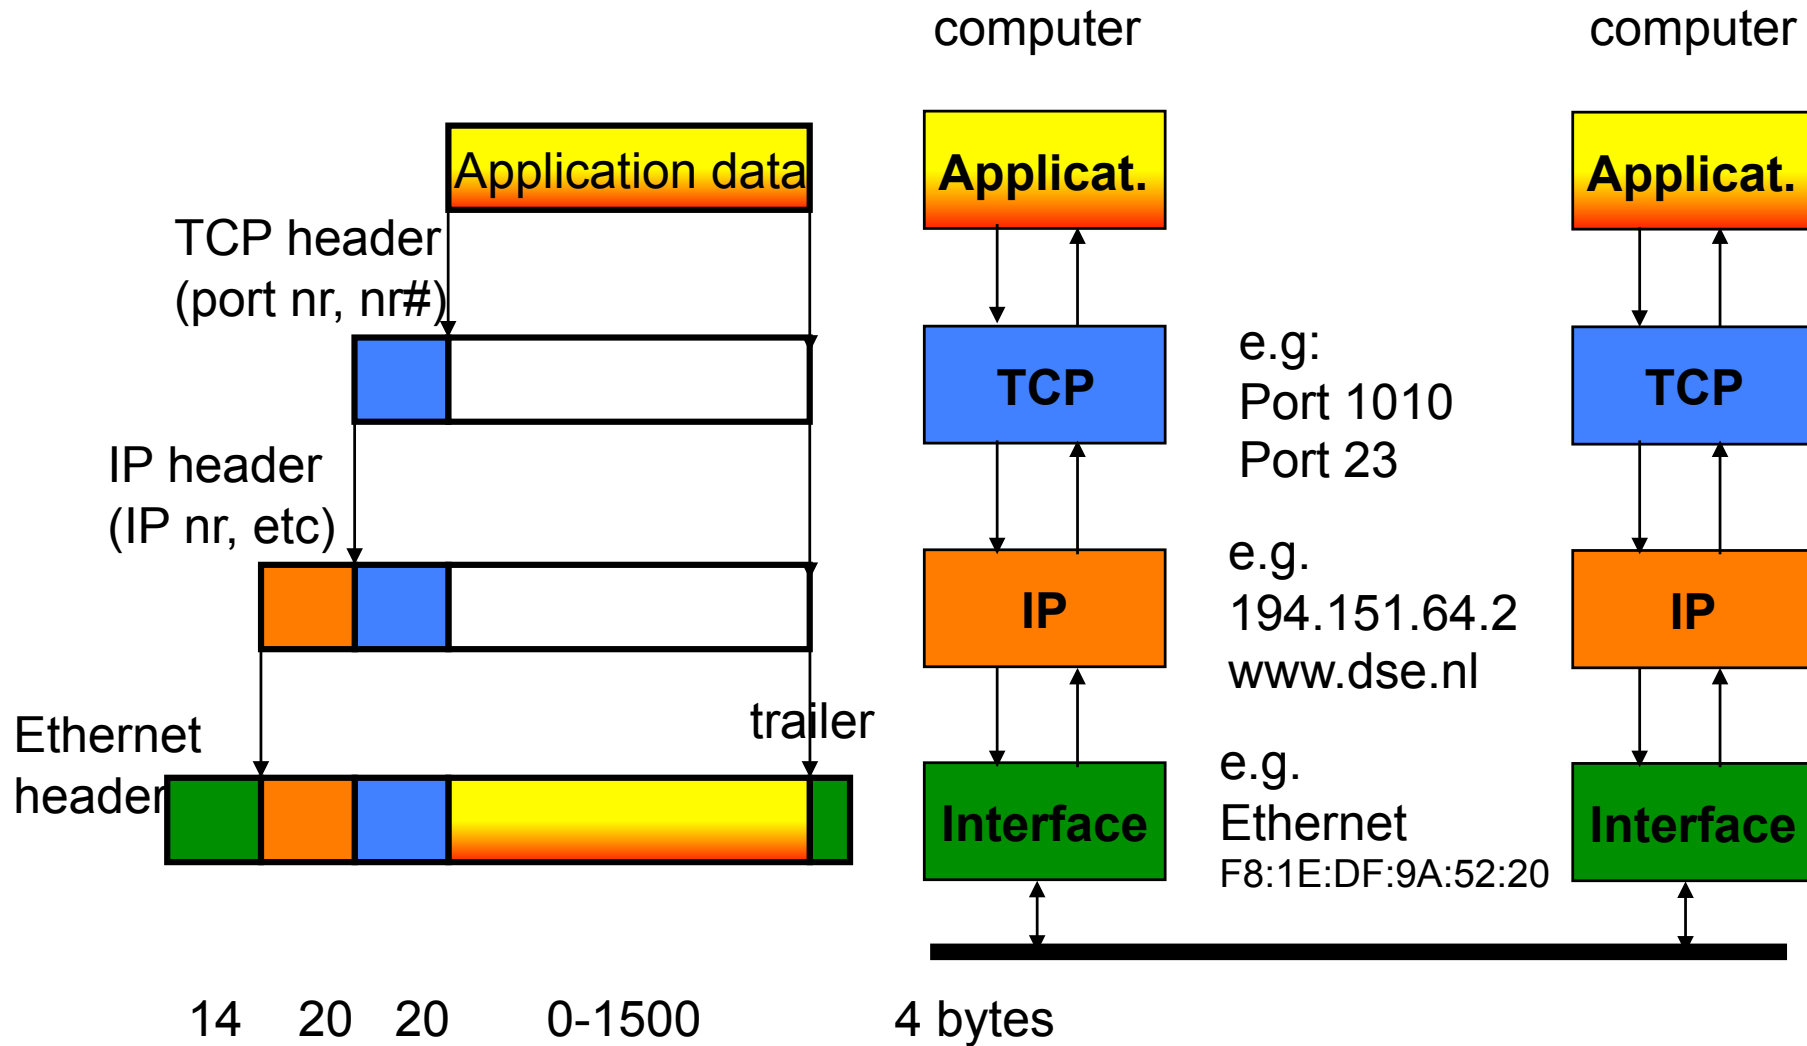 computer
computer
Application data
TCP header
(port nr, nr#)
IP header
(IP nr, etc)
Ethernet
header
trailer
14 20 20 0-1500 4 bytes
Applicat.
TCP
IP
Interface
e.g:
Port 1010
Port 23
e.g.
194.151.64.2
www.dse.nl
e.g.
Ethernet
F8:1E:DF:9A:52:20
Applicat.
TCP
IP
Interface